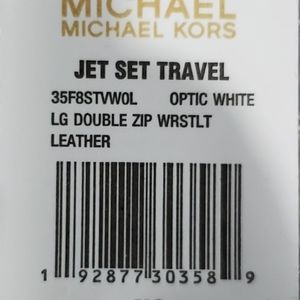 MICHAEL
MICHAEL KORS
JET SET TRAVEL
35F8STVW0L OPTIC WHITE
LG DOUBLE ZIP WRSTLT
LEATHER
1 92877 30358 9